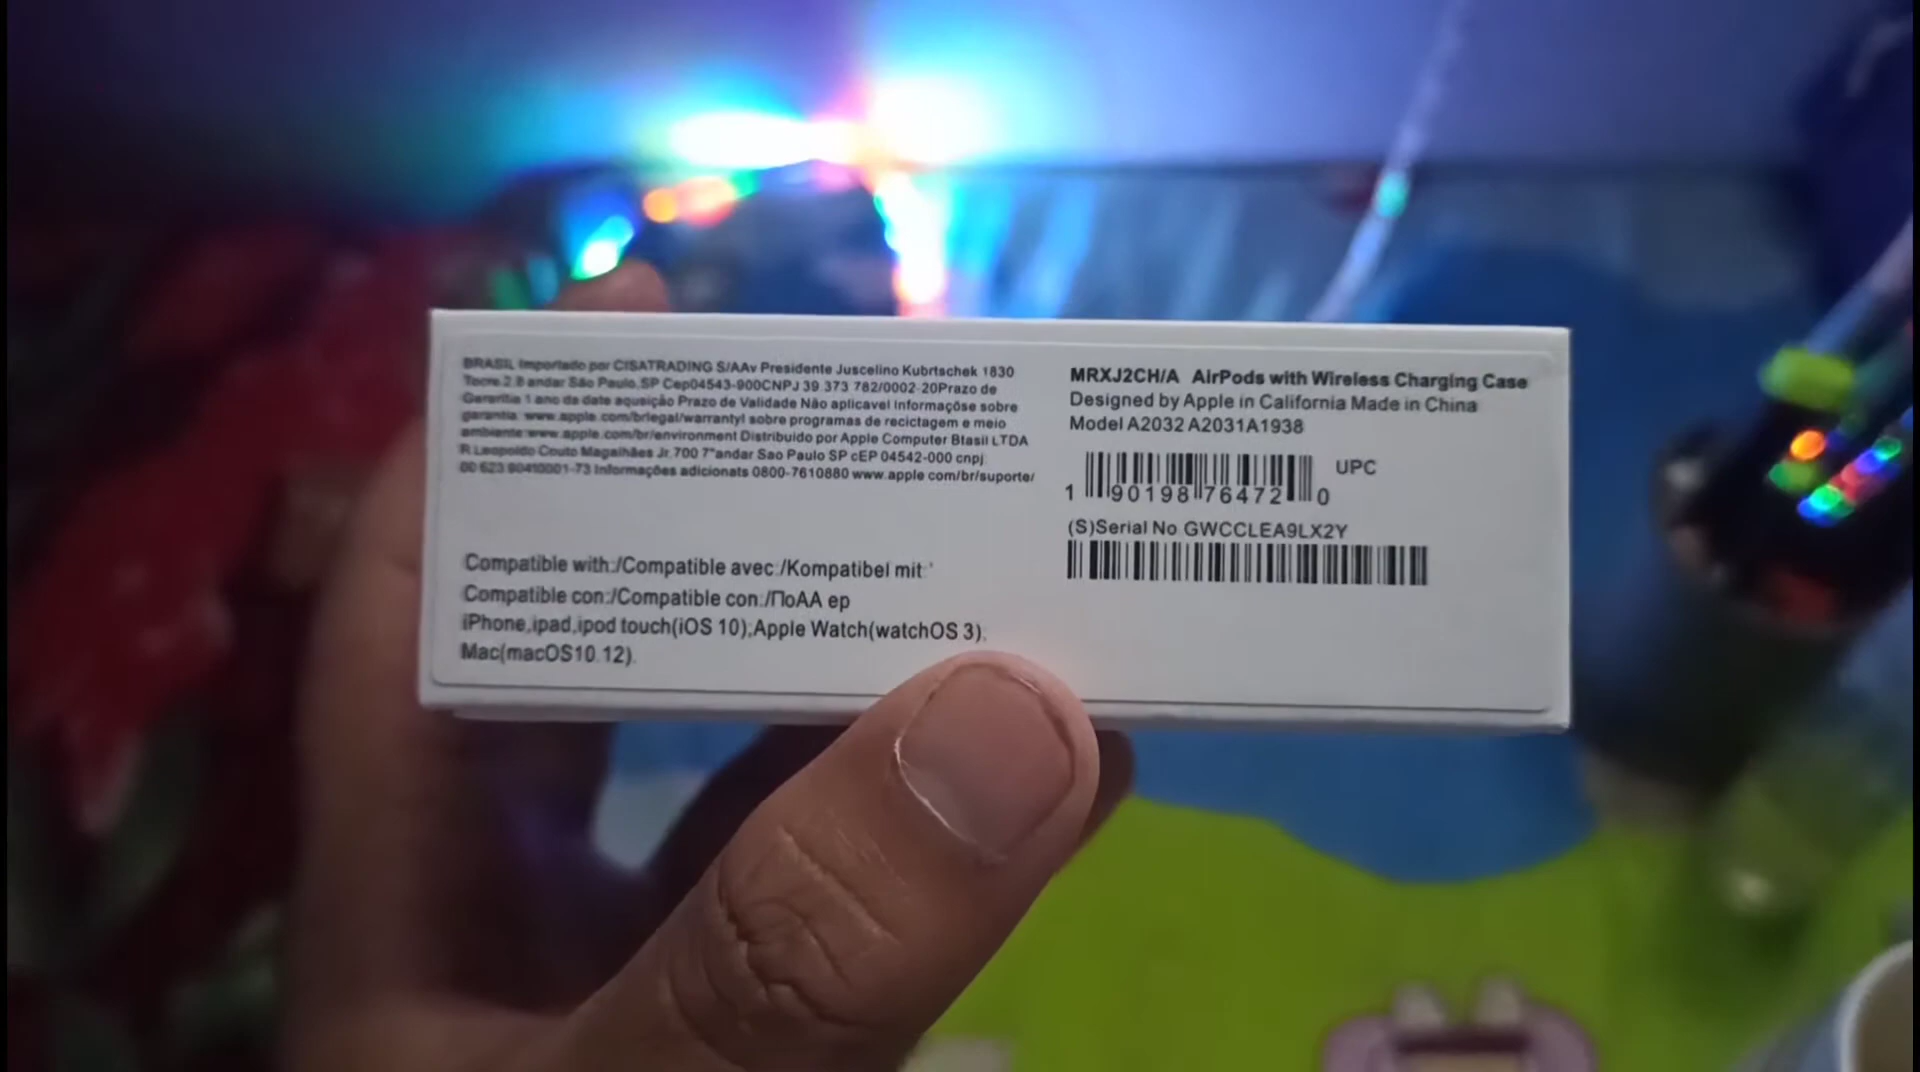 BRASIL Importado por CISATRADING S/AAv Presidente Juscelino Kubrtschek 1830
Torre.2.8 andar São Paulo.SP Cep04543-900CNPJ 39 373 782/0002-20Prazo de
Garantia 1 ano da date aquisição Prazo de Validade Não aplicavel Informaçõse sobre
garantia: www.apple.com/brlegal/warrantyl sobre programas de recictagem e meio
ambiente:www.apple.com/br/environment Distribuido por Apple Computer Btasil LTDA
R.Leopoldo Couto Magalhães Jr.700 7"andar Sao Paulo SP cEP 04542-000 cnpj
00 623 90410001-73 Informações adicionats 0800-7610880 www.apple com/br/suporte/
Compatible with:/Compatible avec:/Kompatibel mit:
Compatible con:/Compatible con:/ПоАА ер
iPhone,ipad,ipod touch(iOS 10);Apple Watch(watchOS 3);
Mac(macOS10.12).
MRXJ2CH/A AirPods with Wireless Charging Case
Designed by Apple in California Made in China
Model A2032 A2031A1938
UPC
1 90198 76472 0
(S)Serial No GWCCLEA9LX2Y